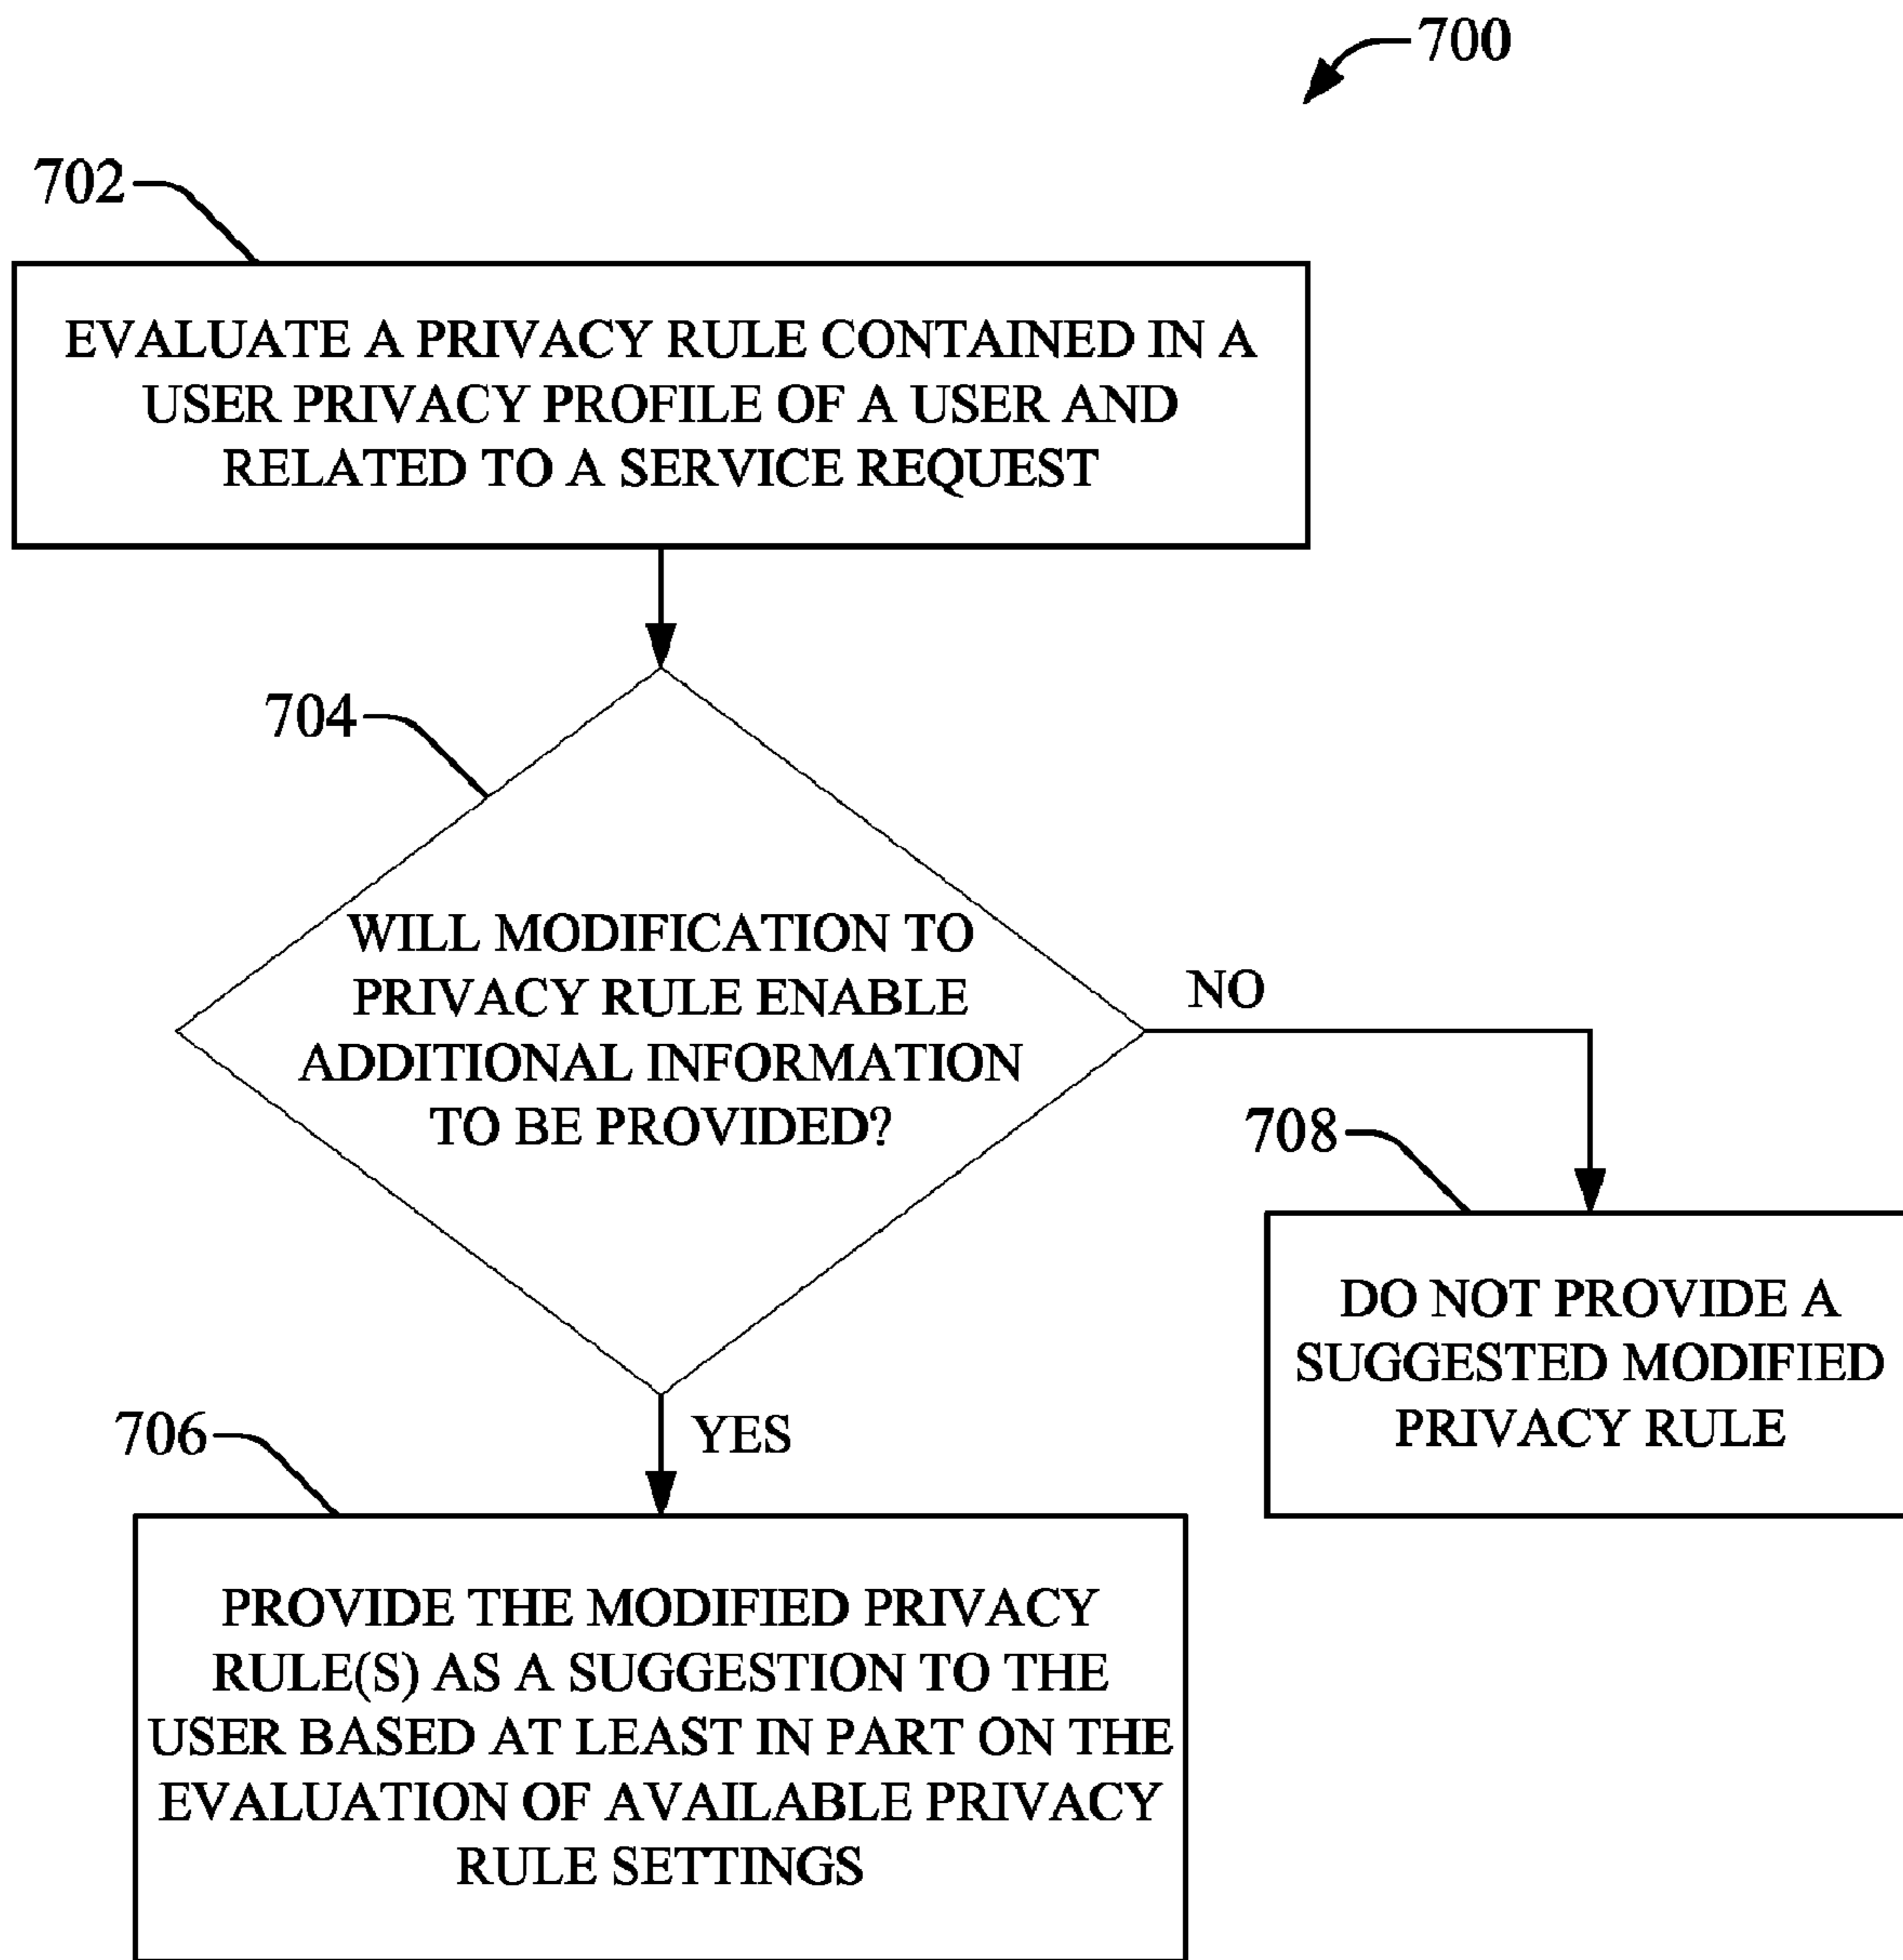 700
702
EVALUATE A PRIVACY RULE CONTAINED IN A
USER PRIVACY PROFILE OF A USER AND
RELATED TO A SERVICE REQUEST
704
WILL MODIFICATION TO
PRIVACY RULE ENABLE
ADDITIONAL INFORMATION
TO BE PROVIDED?
NO
708
DO NOT PROVIDE A
SUGGESTED MODIFIED
PRIVACY RULE
YES
706
PROVIDE THE MODIFIED PRIVACY
RULE(S) AS A SUGGESTION TO THE
USER BASED AT LEAST IN PART ON THE
EVALUATION OF AVAILABLE PRIVACY
RULE SETTINGS